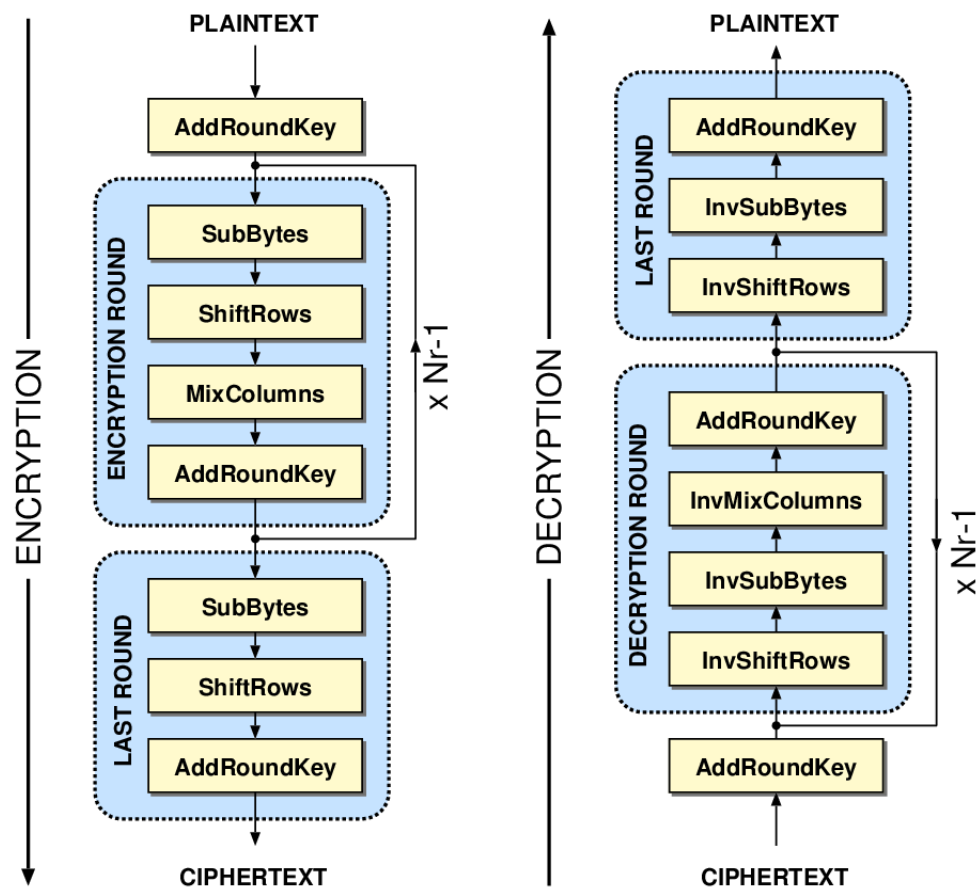 PLAINTEXT
AddRoundKey
ENCRYPTION ROUND
SubBytes
ShiftRows
MixColumns
AddRoundKey
x Nr-1
LAST ROUND
SubBytes
ShiftRows
AddRoundKey
CIPHERTEXT
ENCRYPTION
PLAINTEXT
LAST ROUND
AddRoundKey
InvSubBytes
InvShiftRows
DECRYPTION ROUND
AddRoundKey
InvMixColumns
InvSubBytes
InvShiftRows
x Nr-1
AddRoundKey
CIPHERTEXT
DECRYPTION